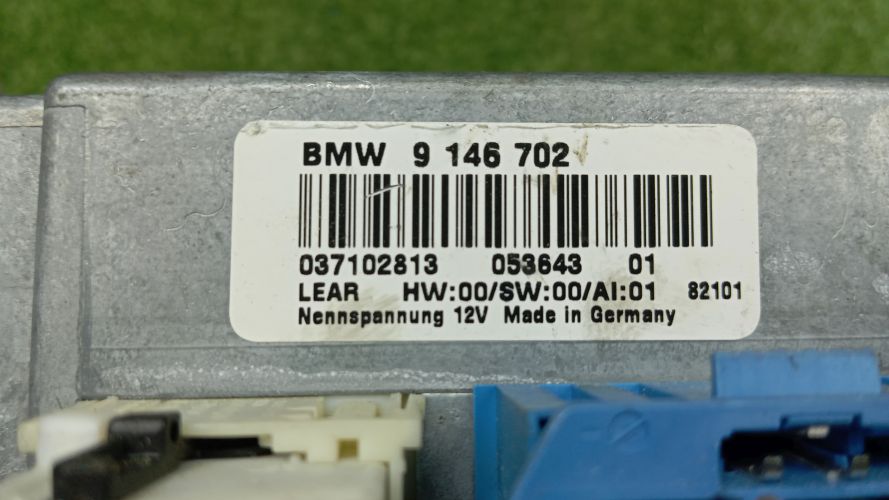 BMW 9 146 702
037102813 053643 01
LEAR HW:00/SW:00/AI:01 82101
Nennspannung 12V Made in Germany